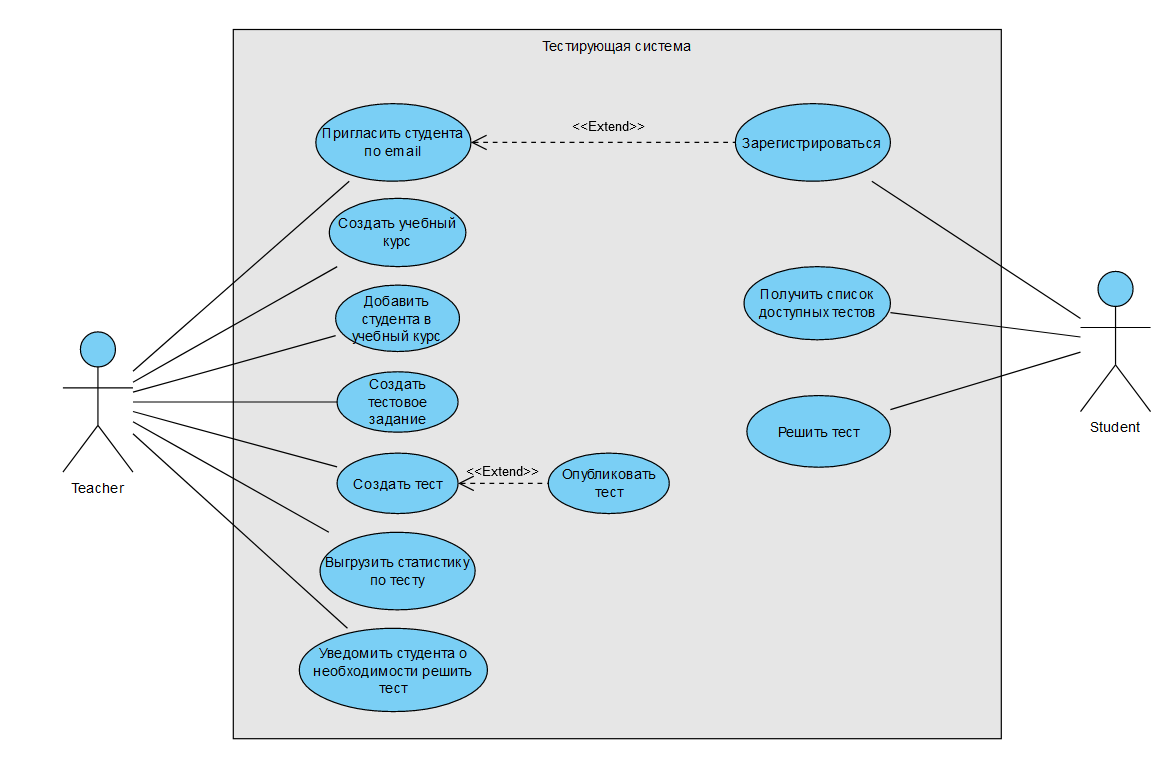 Тестирующая система
Пригласить студента
по email
<<Extend>>
Зарегистрироваться
Создать учебный
курс
Добавить
студента в
учебный курс
Получить список
доступных тестов
Создать
тестовое
задание
Решить тест
Student
Teacher
Создать тест
<<Extend>>
Опубликовать
тест
Выгрузить статистику
по тесту
Уведомить студента о
необходимости решить
тест